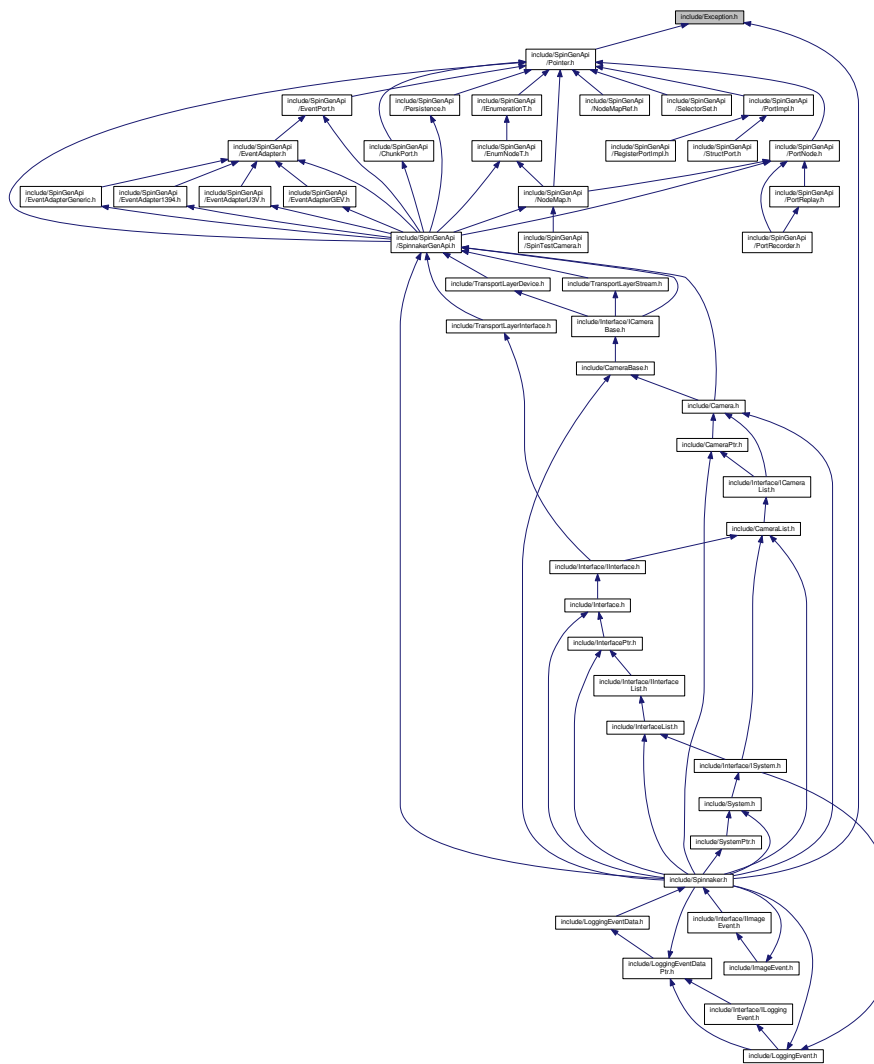 include/Exception.h
include/SpinGenApi
/Pointer.h
include/SpinGenApi
/EventPort.h
include/SpinGenApi
/Persistence.h
include/SpinGenApi
/IEnumerationT.h
include/SpinGenApi
/NodeMapRef.h
include/SpinGenApi
/SelectorSet.h
include/SpinGenApi
/PortImpl.h
include/SpinGenApi
/EventAdapter.h
include/SpinGenApi
/ChunkPort.h
include/SpinGenApi
/EnumNodeT.h
include/SpinGenApi
/RegisterPortImpl.h
include/SpinGenApi
/StructPort.h
include/SpinGenApi
/PortNode.h
include/SpinGenApi
/EventAdapterGeneric.h
include/SpinGenApi
/EventAdapter1394.h
include/SpinGenApi
/EventAdapterU3V.h
include/SpinGenApi
/EventAdapterGEV.h
include/SpinGenApi
/NodeMap.h
include/SpinGenApi
/PortReplay.h
include/SpinGenApi
/SpinnakerGenApi.h
include/SpinGenApi
/SpinTestCamera.h
include/SpinGenApi
/PortRecorder.h
include/TransportLayerDevice.h
include/TransportLayerStream.h
include/TransportLayerInterface.h
include/Interface/ICamera
Base.h
include/CameraBase.h
include/Camera.h
include/CameraPtr.h
include/Interface/ICamera
List.h
include/CameraList.h
include/Interface/IInterface.h
include/Interface.h
include/InterfacePtr.h
include/Interface/IInterface
List.h
include/InterfaceList.h
include/Interface/ISystem.h
include/System.h
include/SystemPtr.h
include/Spinnaker.h
include/LoggingEventData.h
include/Interface/IImage
Event.h
include/LoggingEventData
Ptr.h
include/ImageEvent.h
include/Interface/ILogging
Event.h
include/LoggingEvent.h